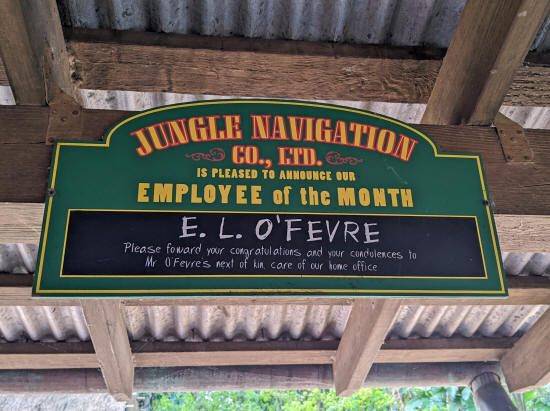 JUNGLE NAVIGATION
CO., LTD.
IS PLEASED TO ANNOUNCE OUR
EMPLOYEE of the MONTH
E. L. O'FEVRE
Please foward your congratulations and your condolences to
Mr O'Fevre's next of kin, care of our home office